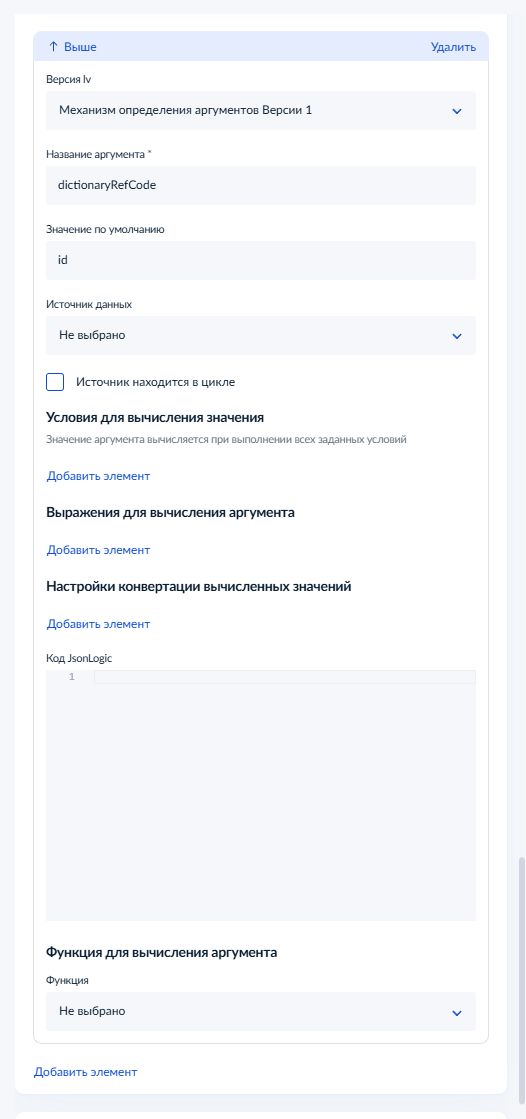 ↑ Выше Удалить
Версия lv
Механизм определения аргументов Версии 1
Название аргумента *
dictionaryRefCode
Значение по умолчанию
id
Источник данных
Не выбрано
Источник находится в цикле
Условия для вычисления значения
Значение аргумента вычисляется при выполнении всех заданных условий
Добавить элемент
Выражения для вычисления аргумента
Добавить элемент
Настройки конвертации вычисленных значений
Добавить элемент
Код JsonLogic
1
Функция для вычисления аргумента
Функция
Не выбрано
Добавить элемент